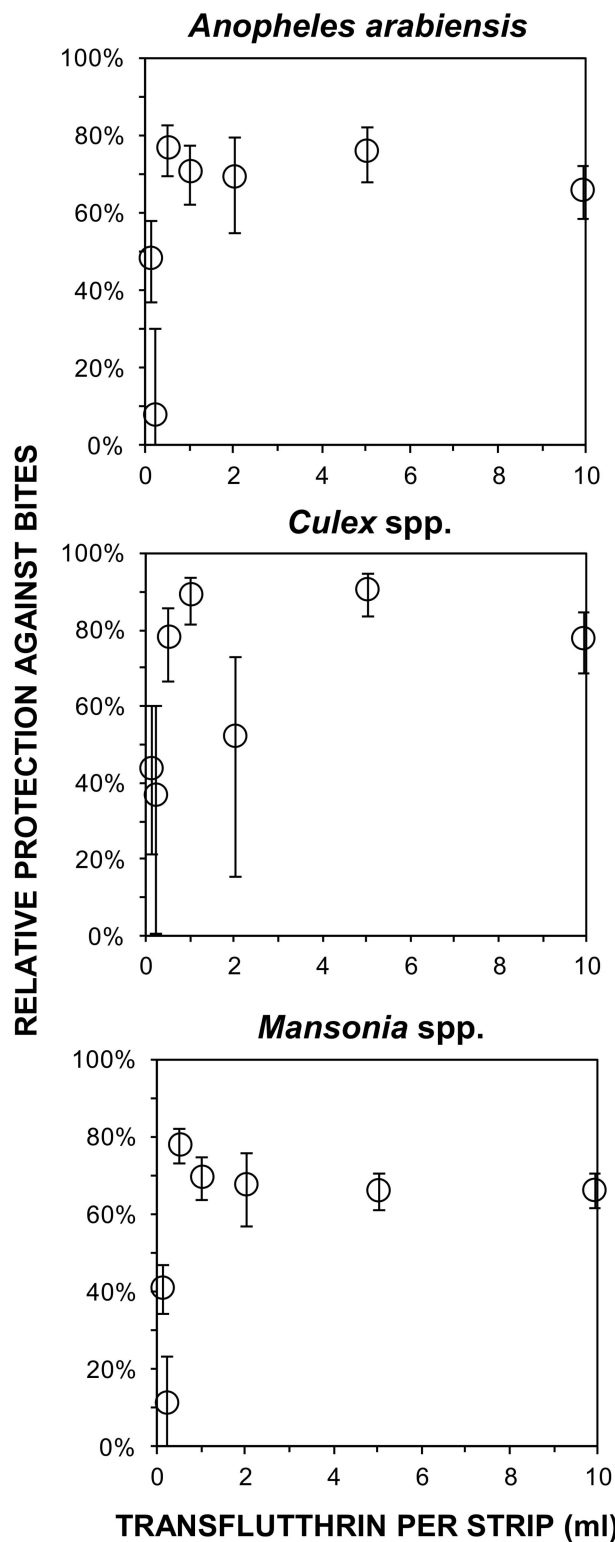 Anopheles arabiensis
100%
80%
60%
40%
20%
0%
0 2 4 6 8 10
Culex spp.
100%
80%
60%
40%
20%
0%
0 2 4 6 8 10
Mansonia spp.
100%
80%
60%
40%
20%
0%
0 2 4 6 8 10
RELATIVE PROTECTION AGAINST BITES
TRANSFLUTTHRIN PER STRIP (ml)